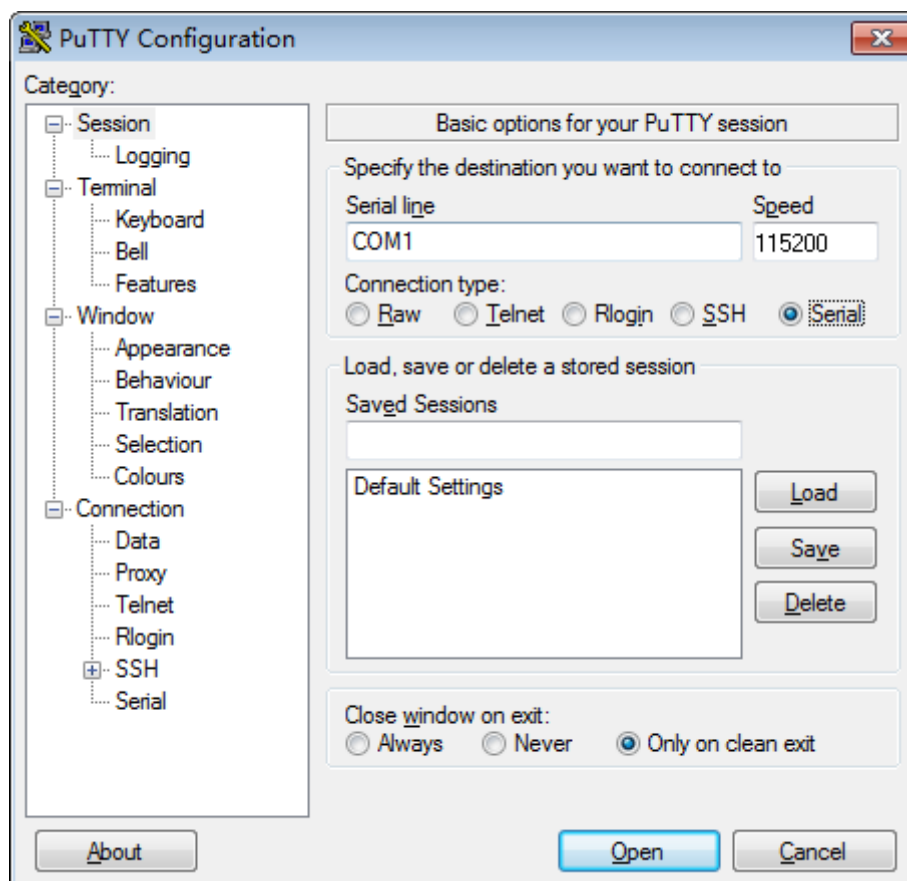 PuTTY Configuration
Category:
Session
Logging
Terminal
Keyboard
Bell
Features
Window
Appearance
Behaviour
Translation
Selection
Colours
Connection
Data
Proxy
Telnet
Rlogin
SSH
Serial
Basic options for your PuTTY session
Specify the destination you want to connect to
Serial line Speed
COM1 115200
Connection type:
Raw Telnet Rlogin SSH Serial
Load, save or delete a stored session
Saved Sessions
Default Settings
Load
Save
Delete
Close window on exit:
Always Never Only on clean exit
About Open Cancel